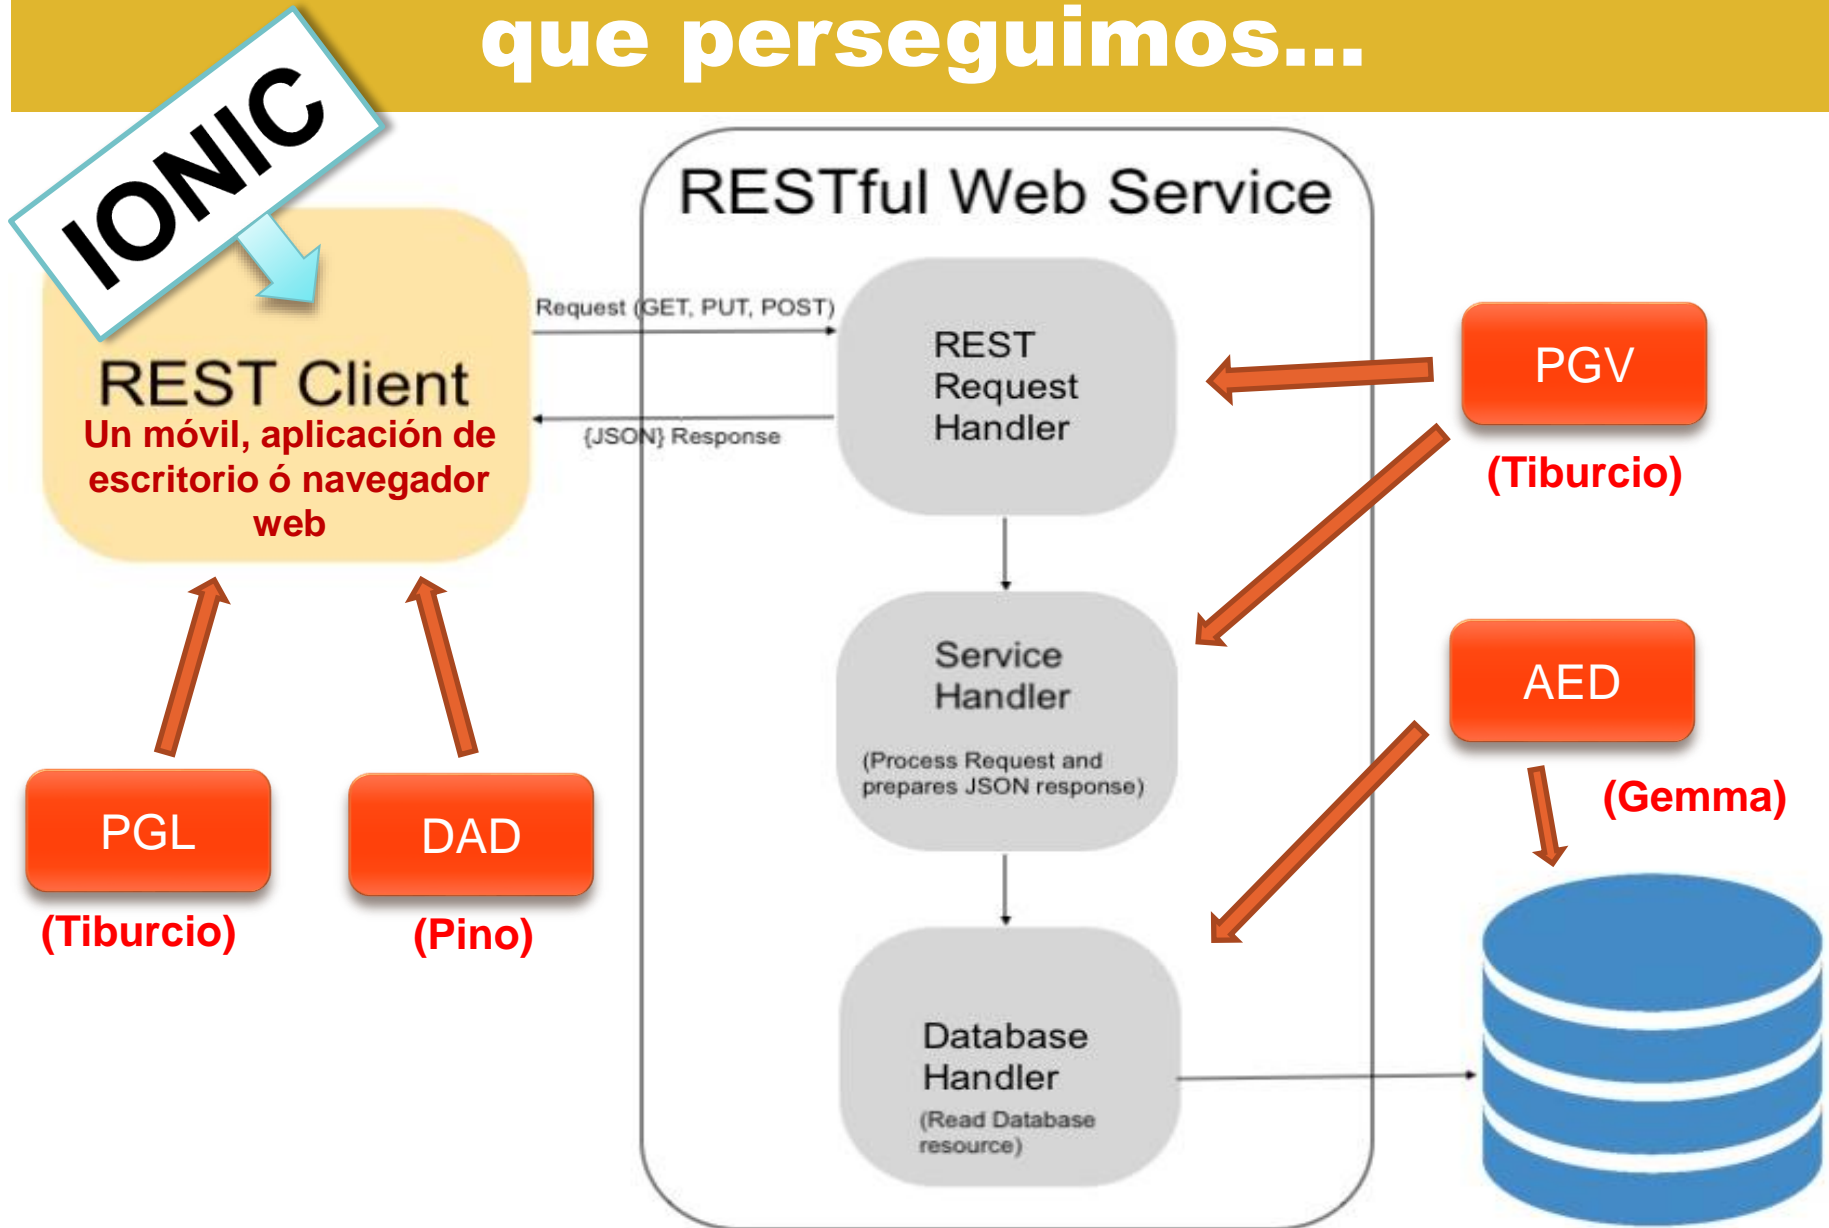 que perseguimos...
IONIC
RESTful Web Service
Request (GET, PUT, POST)
{JSON} Response
REST Client
Un móvil, aplicación de
escritorio ó navegador
web
REST
Request
Handler
PGV
(Tiburcio)
Service
Handler
(Process Request and
prepares JSON response)
AED
(Gemma)
PGL
(Tiburcio)
DAD
(Pino)
Database
Handler
(Read Database
resource)